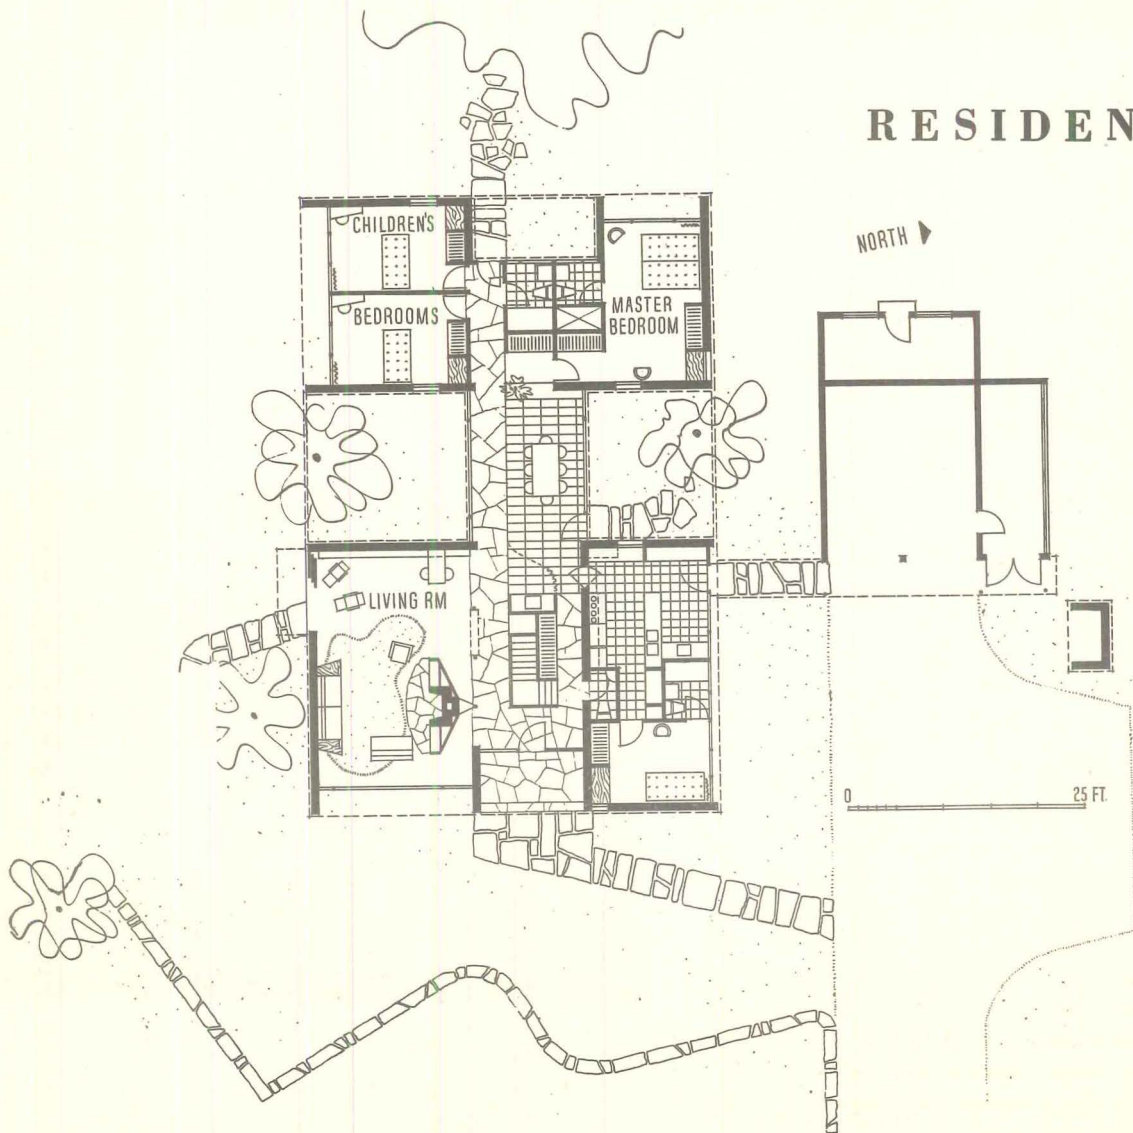 RESIDEN
NORTH
CHILDREN'S
BEDROOMS
MASTER
BEDROOM
LIVING RM
0 25 FT.